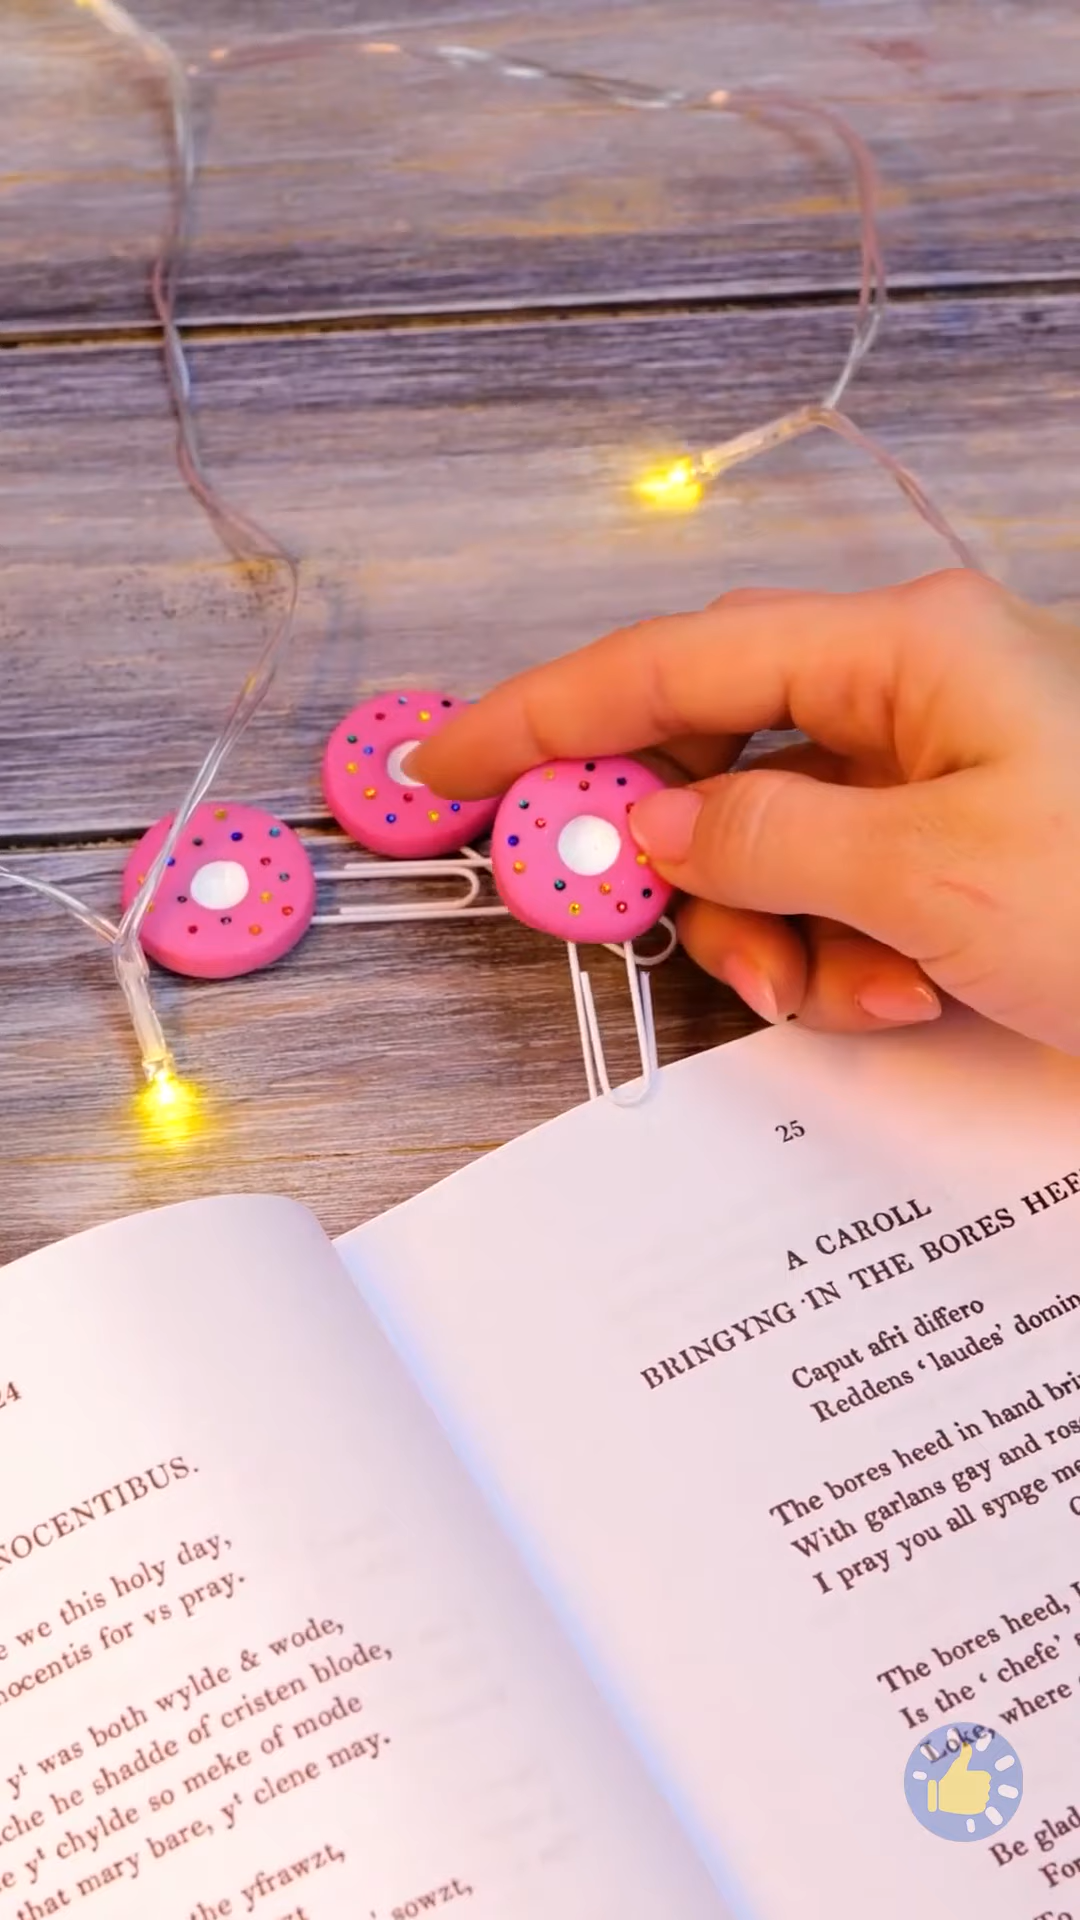 24
NOCENTIBUS.
we this holy day,
nocentis for vs pray.
yᵗ was both wylde & wode,
he shadde of cristen blode,
yᵗ chylde so meke of mode
that mary bare, yᵗ clene may.
the yfrawzt,
sowzt,
25
A CAROLL
BRINGYNG IN THE BORES HEE
Caput afri differo
Reddens ‘laudes’ domin
The bores heed in hand bri
With garlans gay and ros
I pray you all synge me
The bores heed, I
Is the ‘chefe’ s
Loke, where
Be glad
For
To